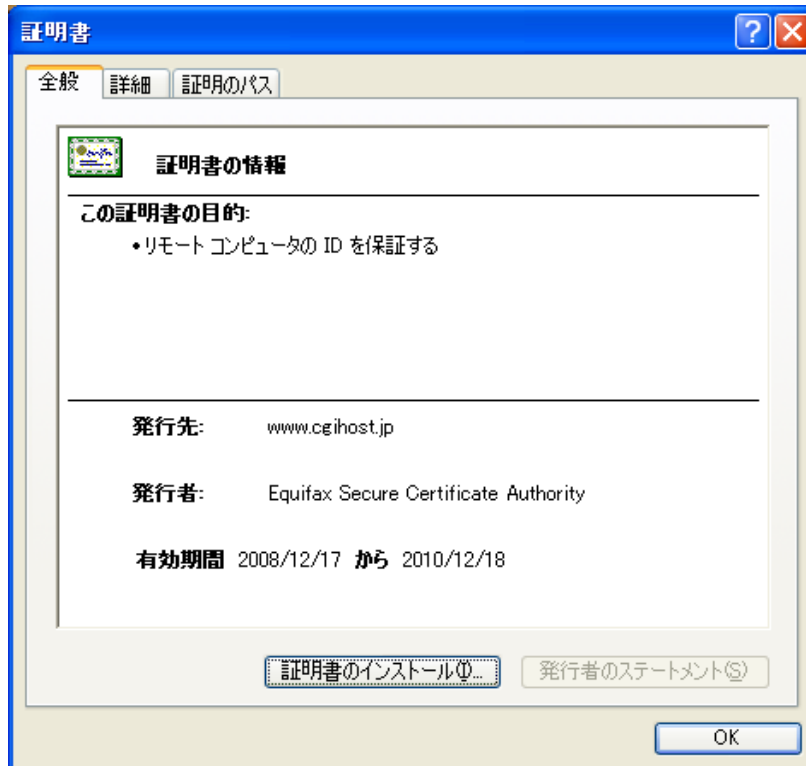 証明書
全般 詳細 証明のパス
証明書の情報
この証明書の目的:
•リモート コンピュータの ID を保証する
発行先: www.cgihost.jp
発行者: Equifax Secure Certificate Authority
有効期間 2008/12/17 から 2010/12/18
証明書のインストール(I)... 発行者のステートメント(S)
OK